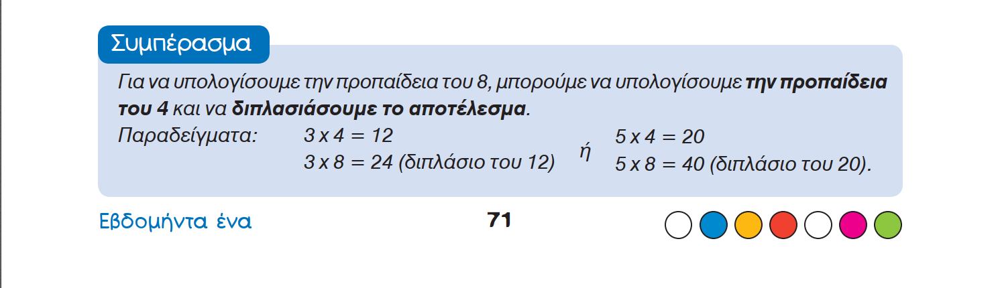 Συμπέρασμα
Για να υπολογίσουμε την προπαίδεια του 8, μπορούμε να υπολογίσουμε την προπαίδεια
του 4 και να διπλασιάσουμε το αποτέλεσμα.
Παραδείγματα: 3 x 4 = 12 ή 5 x 4 = 20
3 x 8 = 24 (διπλάσιο του 12) 5 x 8 = 40 (διπλάσιο του 20).
Εβδομήντα ένα 71